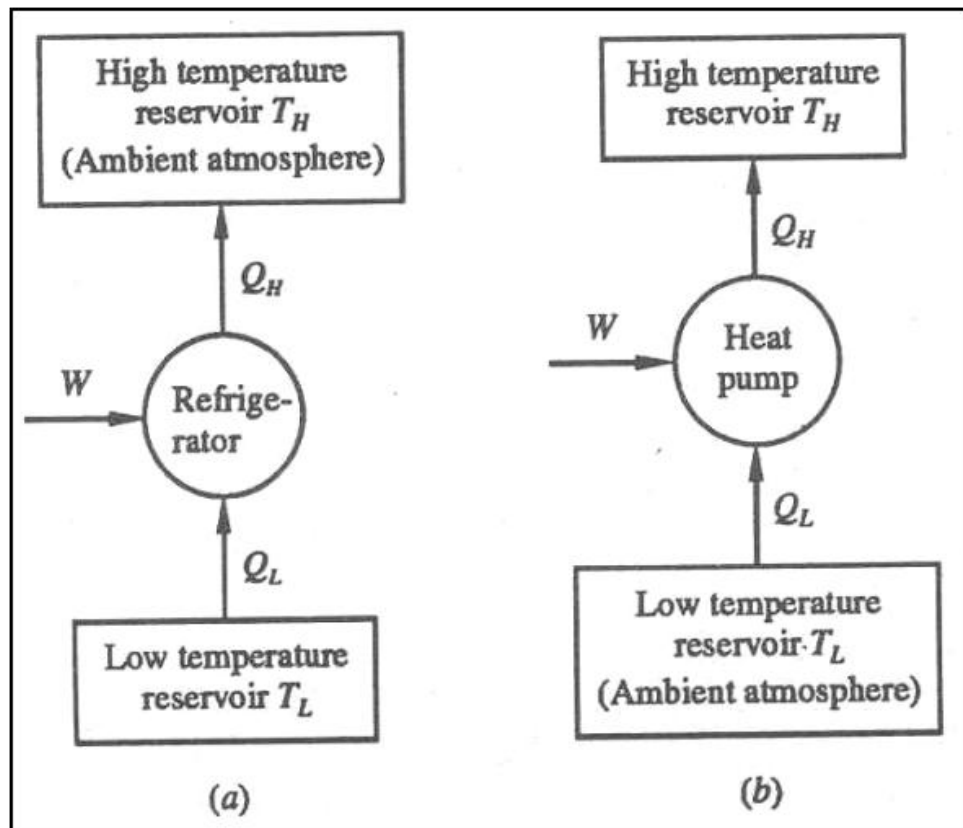 High temperature
reservoir T_H
(Ambient atmosphere)
Q_H
W
Refrige-
rator
Q_L
Low temperature
reservoir T_L
(a)
High temperature
reservoir T_H
Q_H
W
Heat
pump
Q_L
Low temperature
reservoir T_L
(Ambient atmosphere)
(b)